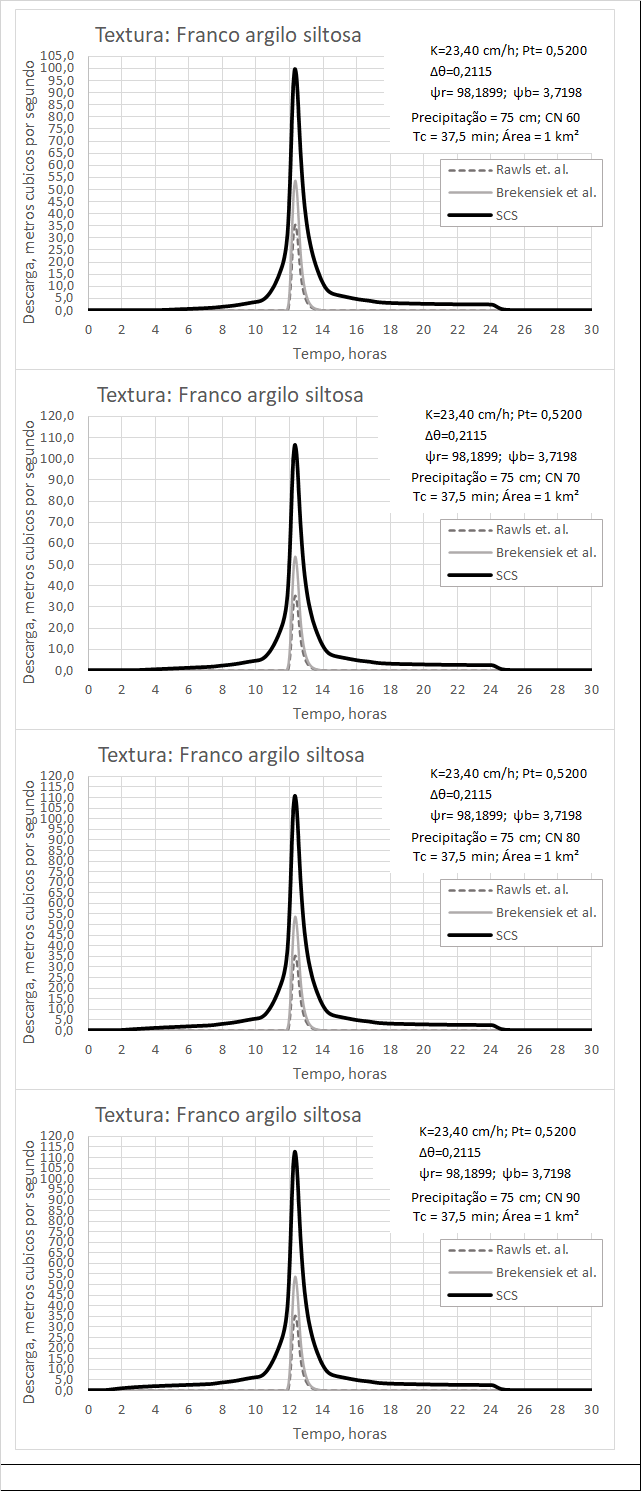 Textura: Franco argilo siltosa
K=23,40 cm/h; Pt= 0,5200
Δθ=0,2115
ψr= 98,1899; ψb= 3,7198
Precipitação = 75 cm; CN 60
Tc = 37,5 min; Área = 1 km²
Rawls et. al.
Brekensiek et al.
SCS
Descarga, metros cubicos por segundo
105,0
100,0
95,0
90,0
85,0
80,0
75,0
70,0
65,0
60,0
55,0
50,0
45,0
40,0
35,0
30,0
25,0
20,0
15,0
10,0
5,0
0,0
0 2 4 6 8 10 12 14 16 18 20 22 24 26 28 30
Tempo, horas
Textura: Franco argilo siltosa
K=23,40 cm/h; Pt= 0,5200
Δθ=0,2115
ψr= 98,1899; ψb= 3,7198
Precipitação = 75 cm; CN 70
Tc = 37,5 min; Área = 1 km²
Rawls et. al.
Brekensiek et al.
SCS
Descarga, metros cubicos por segundo
120,0
110,0
100,0
90,0
80,0
70,0
60,0
50,0
40,0
30,0
20,0
10,0
0,0
0 2 4 6 8 10 12 14 16 18 20 22 24 26 28 30
Tempo, horas
Textura: Franco argilo siltosa
K=23,40 cm/h; Pt= 0,5200
Δθ=0,2115
ψr= 98,1899; ψb= 3,7198
Precipitação = 75 cm; CN 80
Tc = 37,5 min; Área = 1 km²
Rawls et. al.
Brekensiek et al.
SCS
Descarga, metros cubicos por segundo
120,0
115,0
110,0
105,0
100,0
95,0
90,0
85,0
80,0
75,0
70,0
65,0
60,0
55,0
50,0
45,0
40,0
35,0
30,0
25,0
20,0
15,0
10,0
5,0
0,0
0 2 4 6 8 10 12 14 16 18 20 22 24 26 28 30
Tempo, horas
Textura: Franco argilo siltosa
K=23,40 cm/h; Pt= 0,5200
Δθ=0,2115
ψr= 98,1899; ψb= 3,7198
Precipitação = 75 cm; CN 90
Tc = 37,5 min; Área = 1 km²
Rawls et. al.
Brekensiek et al.
SCS
Descarga, metros cubicos por segundo
120,0
115,0
110,0
105,0
100,0
95,0
90,0
85,0
80,0
75,0
70,0
65,0
60,0
55,0
50,0
45,0
40,0
35,0
30,0
25,0
20,0
15,0
10,0
5,0
0,0
0 2 4 6 8 10 12 14 16 18 20 22 24 26 28 30
Tempo, horas